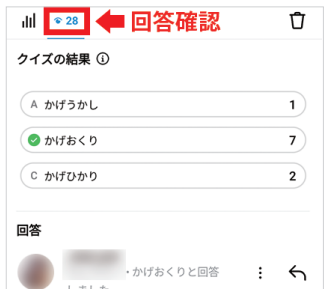 28 回答確認
クイズの結果
A かげうかし 1
かげおくり 7
C かげひかり 2
回答
・かげおくりと回答
しました